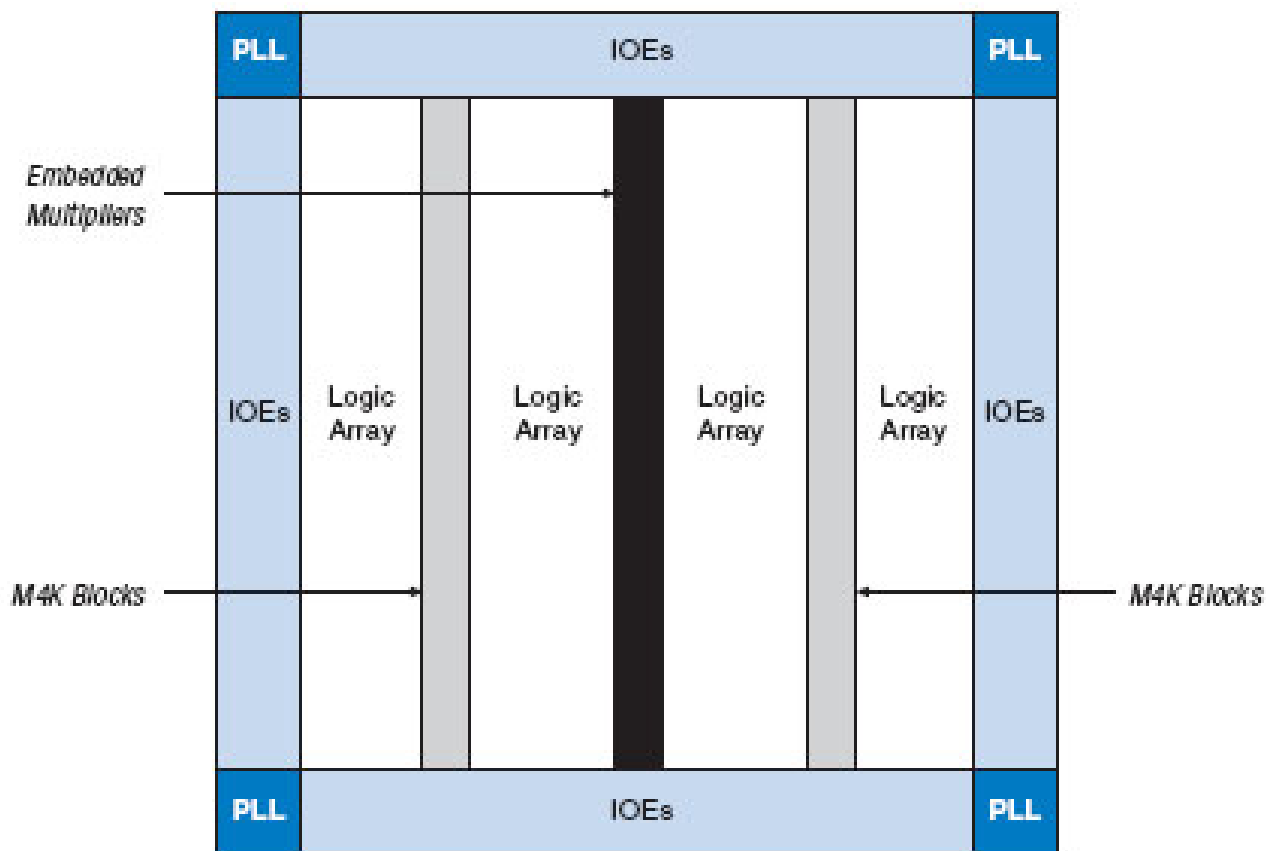 PLL
IOEs
PLL
Embedded
Multipliers
IOEs
Logic
Array
Logic
Array
Logic
Array
Logic
Array
IOEs
M4K Blocks
M4K Blocks
PLL
IOEs
PLL